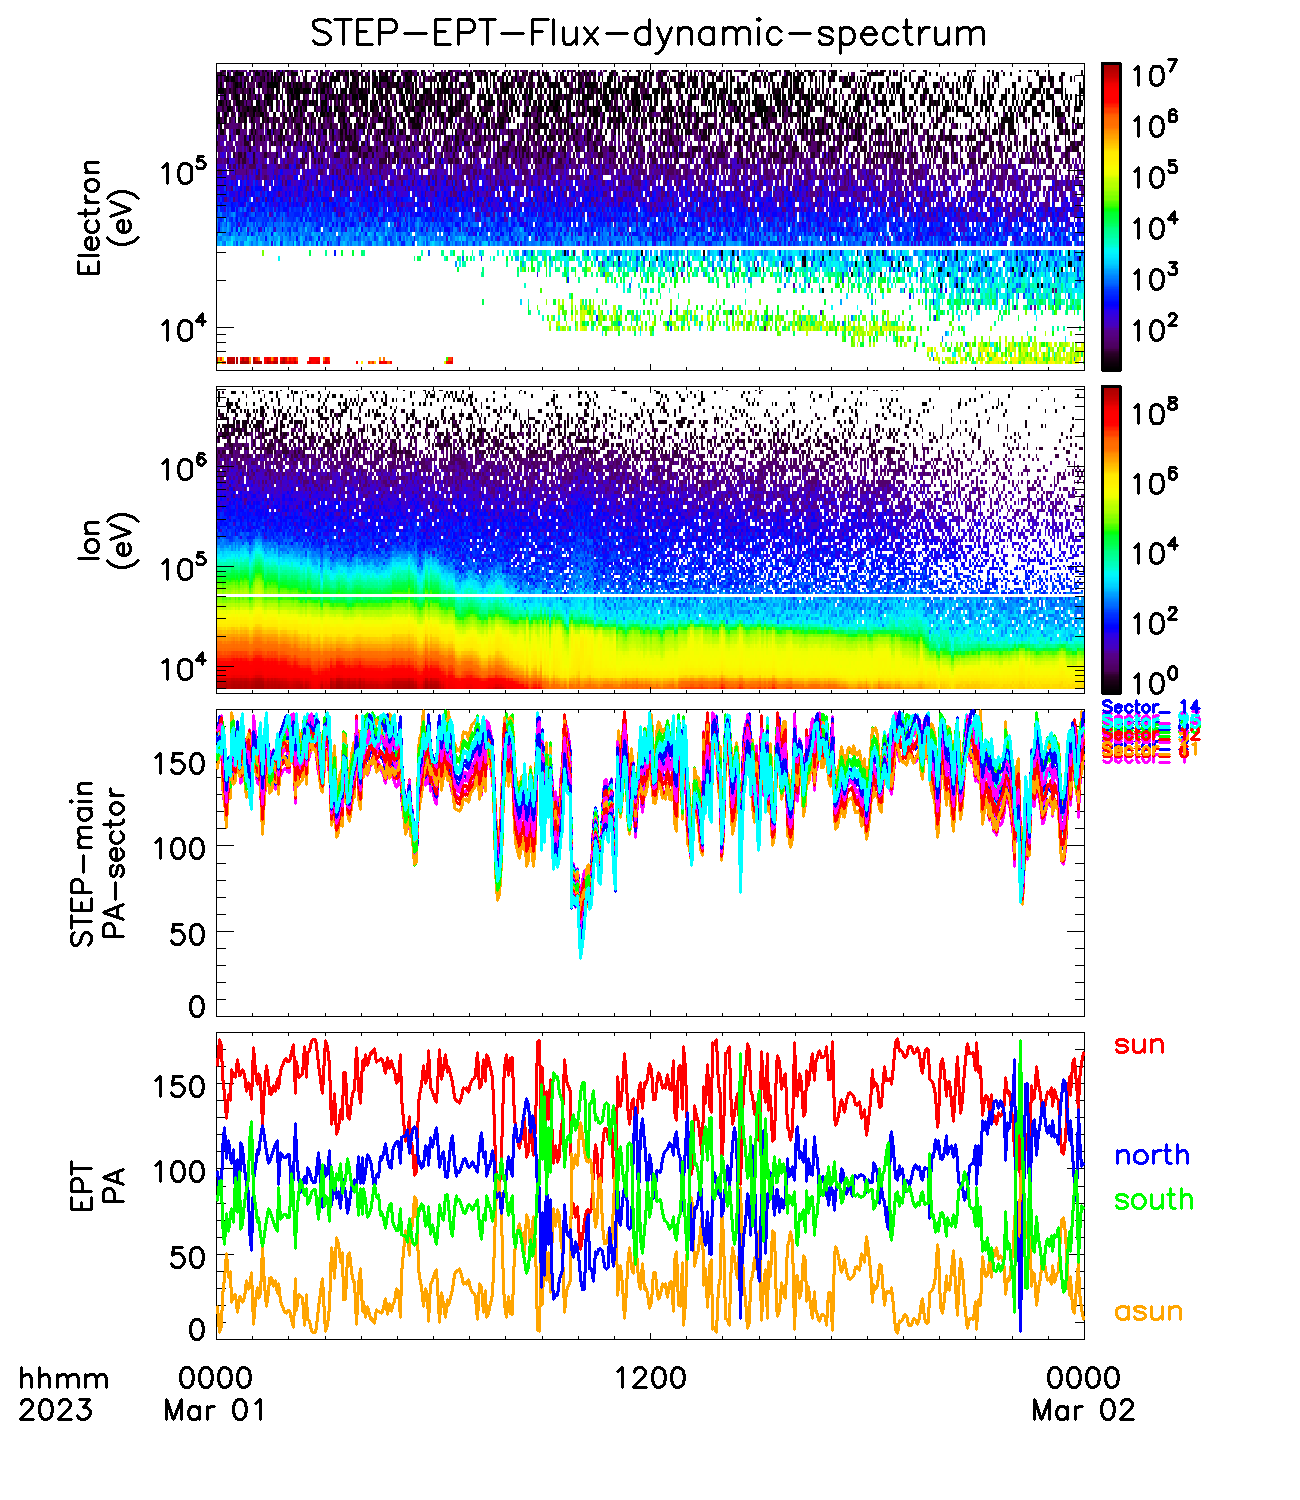 STEP-EPT-Flux-dynamic-spectrum
Electron
(eV)
10^5
10^4
10^7
10^6
10^5
10^4
10^3
10^2
Ion
(eV)
10^6
10^5
10^4
10^8
10^6
10^4
10^2
10^0
STEP-main
PA-sector
150
100
50
0
Sector_ 14
EPT
PA
150
100
50
0
sun
north
south
asun
hhmm
2023
0000
Mar 01
1200
0000
Mar 02